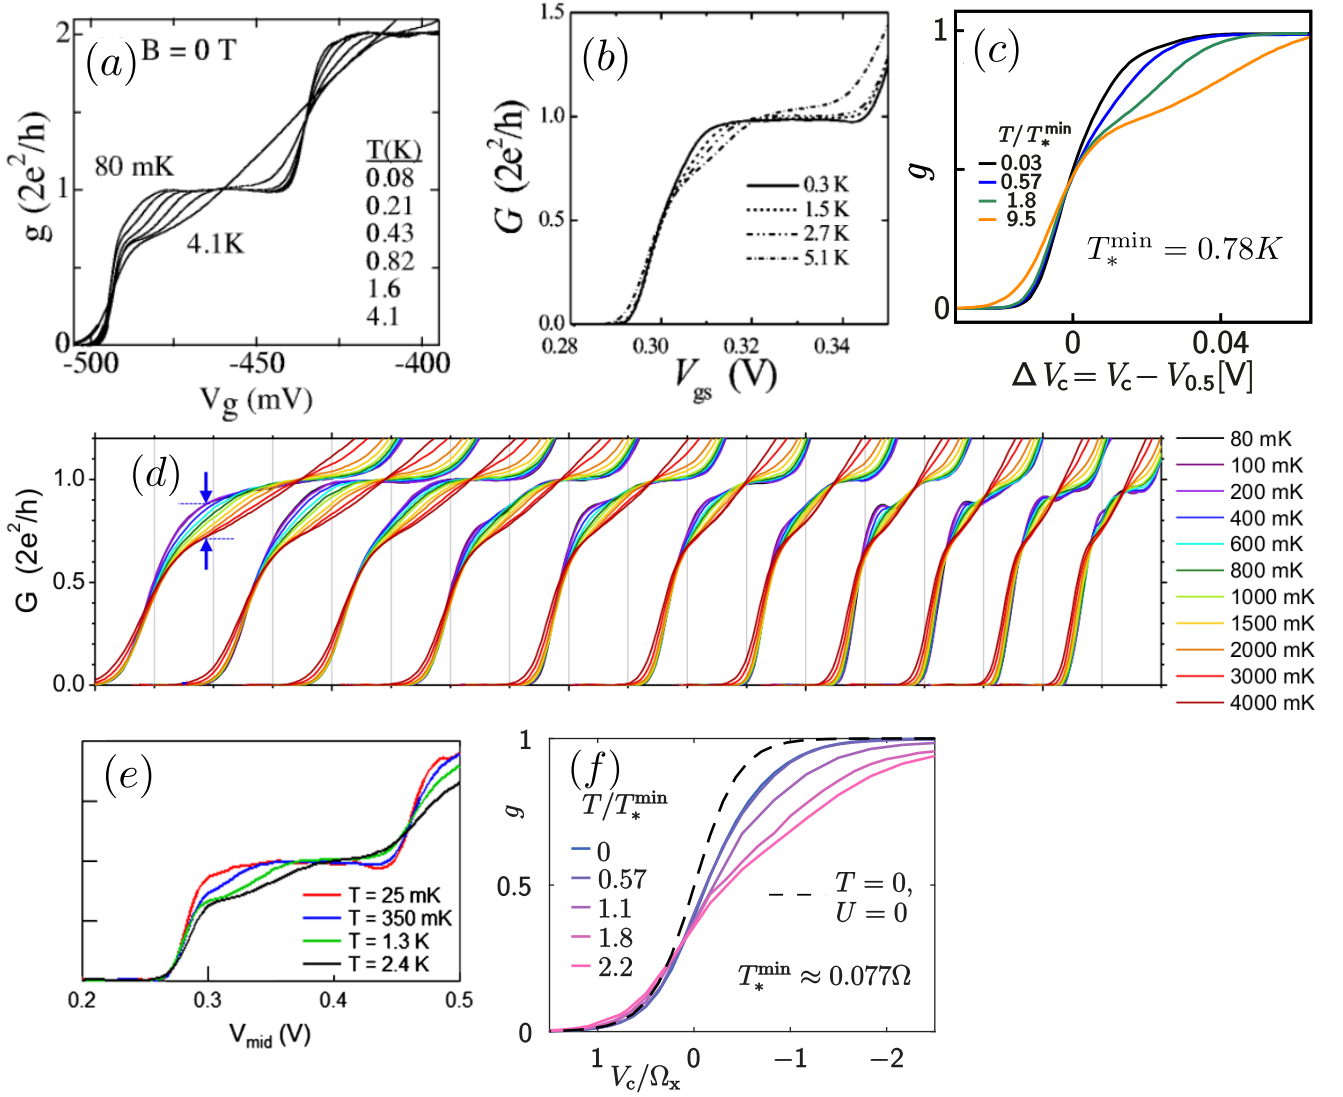 (a) B = 0 T
g (2e²/h)
2
1
0
80 mK
4.1K
T(K)
0.08
0.21
0.43
0.82
1.6
4.1
-500 -450 -400
Vg (mV)
(b)
G (2e²/h)
1.5
1.0
0.5
0.0
0.3 K
1.5 K
2.7 K
5.1 K
0.28 0.30 0.32 0.34
Vgs (V)
(c)
g
1
0
T/T*^min
0.03
0.57
1.8
9.5
T*^min = 0.78K
0 0.04
Δ Vc = Vc − V0.5[V]
(d)
G (2e²/h)
1.0
0.5
0.0
80 mK
100 mK
200 mK
400 mK
600 mK
800 mK
1000 mK
1500 mK
2000 mK
3000 mK
4000 mK
(e)
T = 25 mK
T = 350 mK
T = 1.3 K
T = 2.4 K
0.2 0.3 0.4 0.5
Vmid (V)
(f)
g
1
0.5
0
T/T*^min
0
0.57
1.1
1.8
2.2
T = 0,
U = 0
T*^min ≈ 0.077Ω
1 0 −1 −2
Vc/Ωx